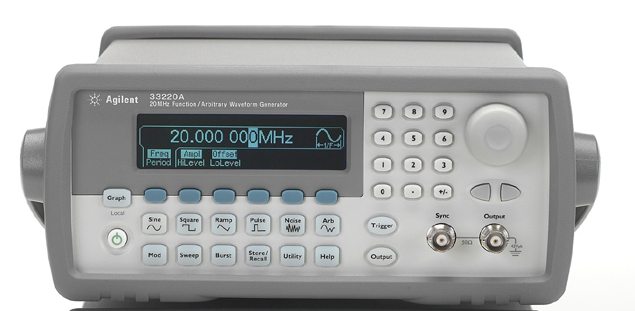 Agilent 33220A
20MHz Function/Arbitrary Waveform Generator
20.000 000MHz
1/F
Freq Ampl Offset
Period HiLevel LoLevel
7 8 9
4 5 6
1 2 3
0 . +/-
Graph
Local
Sine Square Ramp Pulse Noise Arb
Trigger
Sync Output
50Ω
Mod Sweep Burst Store/ Utility Help
Recall
Output